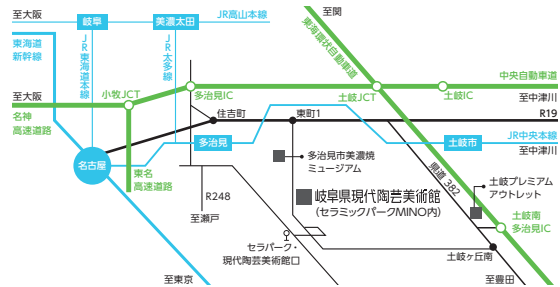 至大阪
岐阜
美濃太田
JR高山本線
至関
東海道
新幹線
JR東海道本線
JR太多線
東海環状自動車道
中央自動車道
至大阪
小牧JCT
多治見IC
土岐JCT
土岐IC
至中津川
名神
高速道路
住吉町
東町1
R19
多治見
土岐市
JR中央本線
至中津川
名古屋
多治見市美濃焼
ミュージアム
県道 382
東名
高速道路
土岐プレミアム
アウトレット
R248
岐阜県現代陶芸美術館
(セラミックパークMINO内)
至瀬戸
土岐南
多治見IC
セラパーク・
現代陶芸美術館口
土岐ヶ丘南
至東京
至豊田